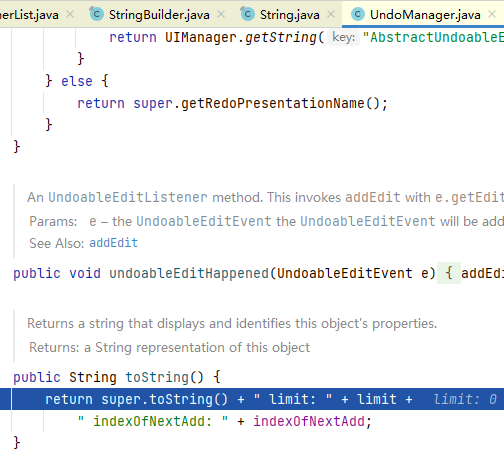 nerList.java StringBuilder.java String.java UndoManager.java
return UIManager.getString( key: "AbstractUndoableE
}
} else {
return super.getRedoPresentationName();
}
}
An UndoableEditListener method. This invokes addEdit with e.getEdit
Params: e – the UndoableEditEvent the UndoableEditEvent will be add
See Also: addEdit
public void undoableEditHappened(UndoableEditEvent e) { addEdi
Returns a string that displays and identifies this object's properties.
Returns: a String representation of this object
public String toString() {
return super.toString() + " limit: " + limit + limit: 0
" indexOfNextAdd: " + indexOfNextAdd;
}